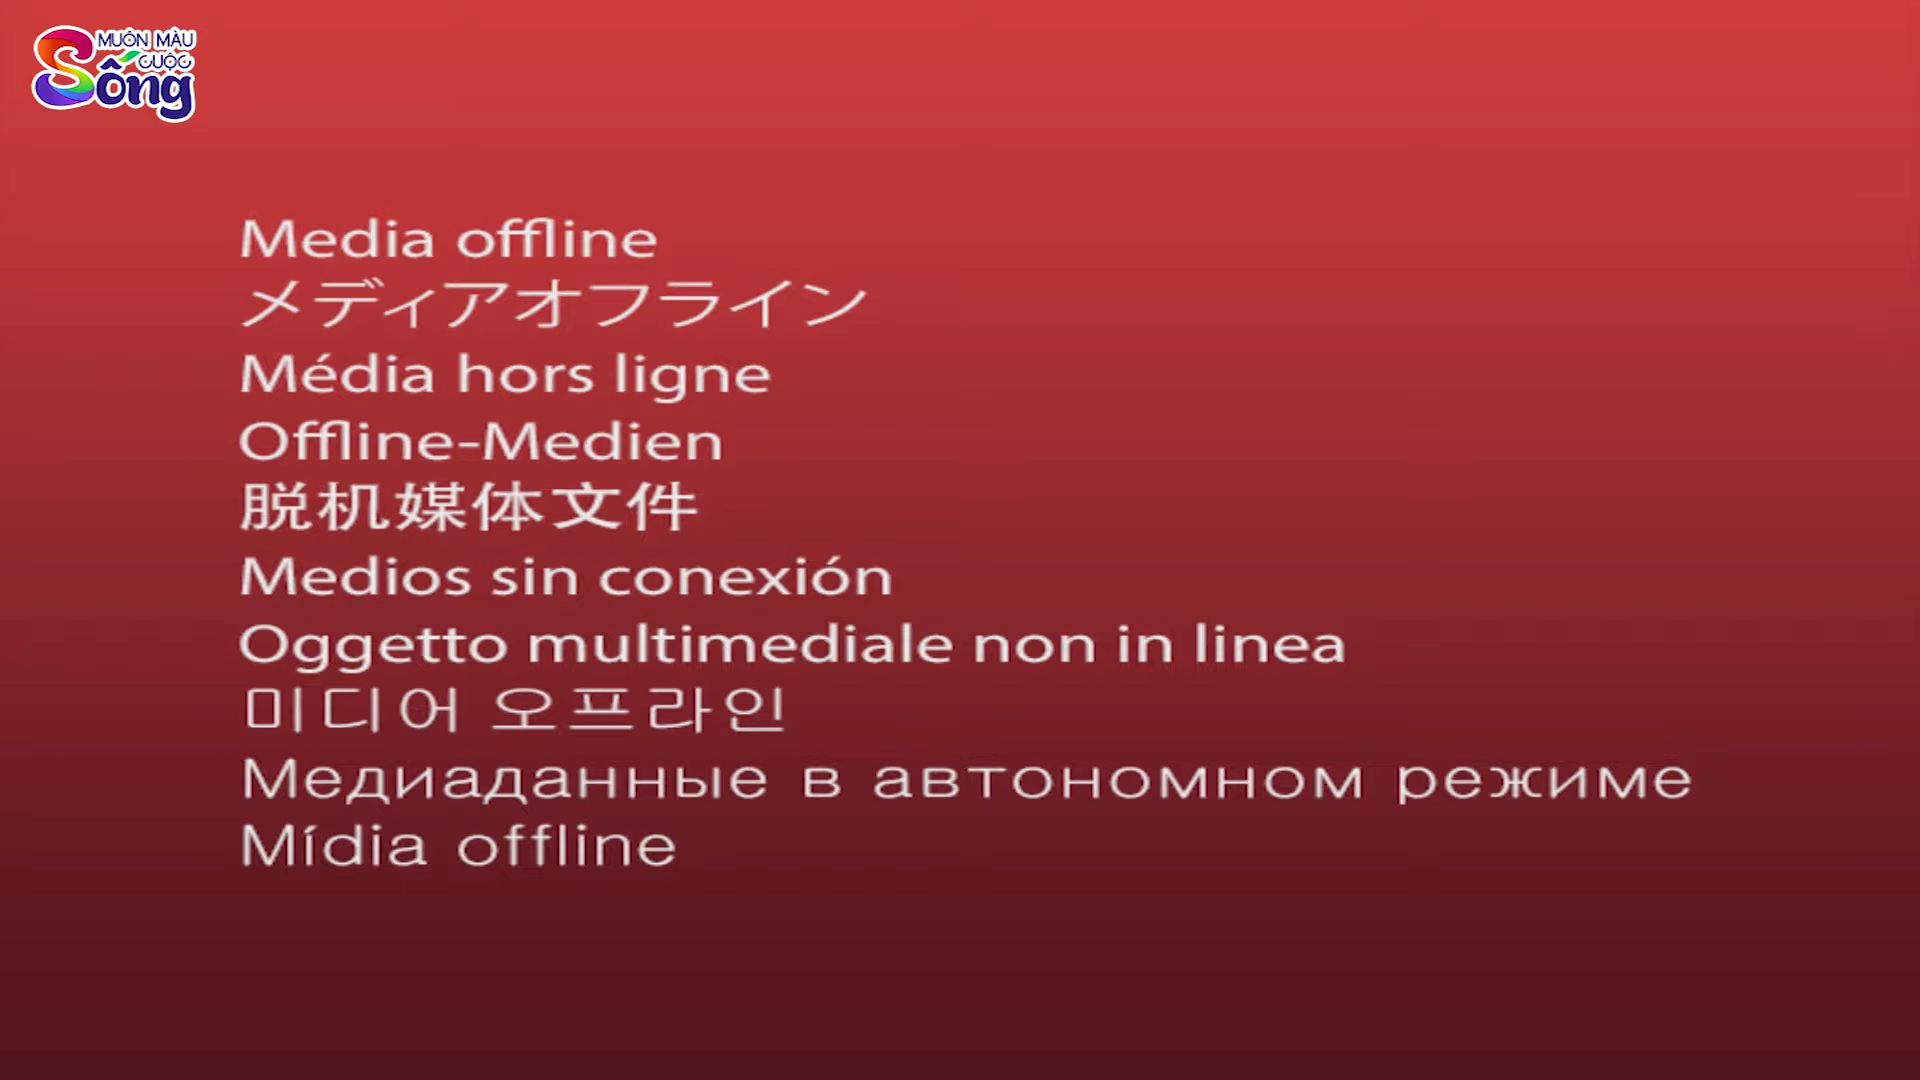 MUÔN MÀU
CUỘC
Sống
Media offline
メディアオフライン
Média hors ligne
Offline-Medien
脱机媒体文件
Medios sin conexión
Oggetto multimediale non in linea
미디어 오프라인
Медиаданные в автономном режиме
Mídia offline